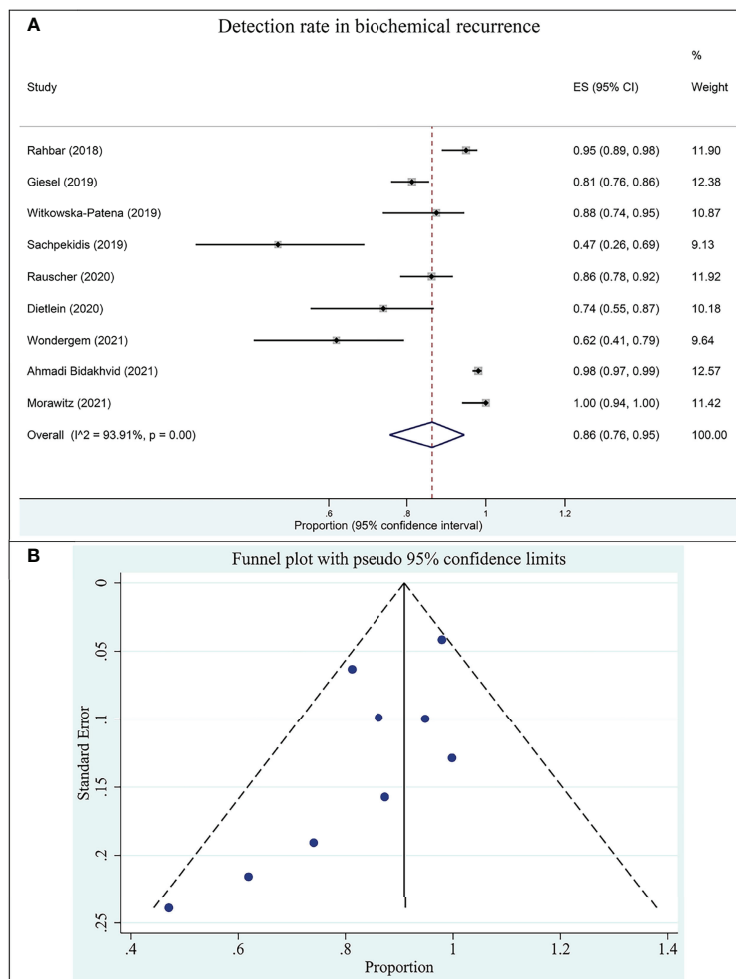 A
Detection rate in biochemical recurrence
%
Study ES (95% CI) Weight
Rahbar (2018) 0.95 (0.89, 0.98) 11.90
Giesel (2019) 0.81 (0.76, 0.86) 12.38
Witkowska-Patena (2019) 0.88 (0.74, 0.95) 10.87
Sachpekidis (2019) 0.47 (0.26, 0.69) 9.13
Rauscher (2020) 0.86 (0.78, 0.92) 11.92
Dietlein (2020) 0.74 (0.55, 0.87) 10.18
Wondergem (2021) 0.62 (0.41, 0.79) 9.64
Ahmadi Bidakhvid (2021) 0.98 (0.97, 0.99) 12.57
Morawitz (2021) 1.00 (0.94, 1.00) 11.42
Overall (I^2 = 93.91%, p = 0.00) 0.86 (0.76, 0.95) 100.00
.6 .8 1 1.2
Proportion (95% confidence interval)
B
Funnel plot with pseudo 95% confidence limits
0
.05
.1
.15
.2
.25
Standard Error
.4 .6 .8 1 1.2 1.4
Proportion